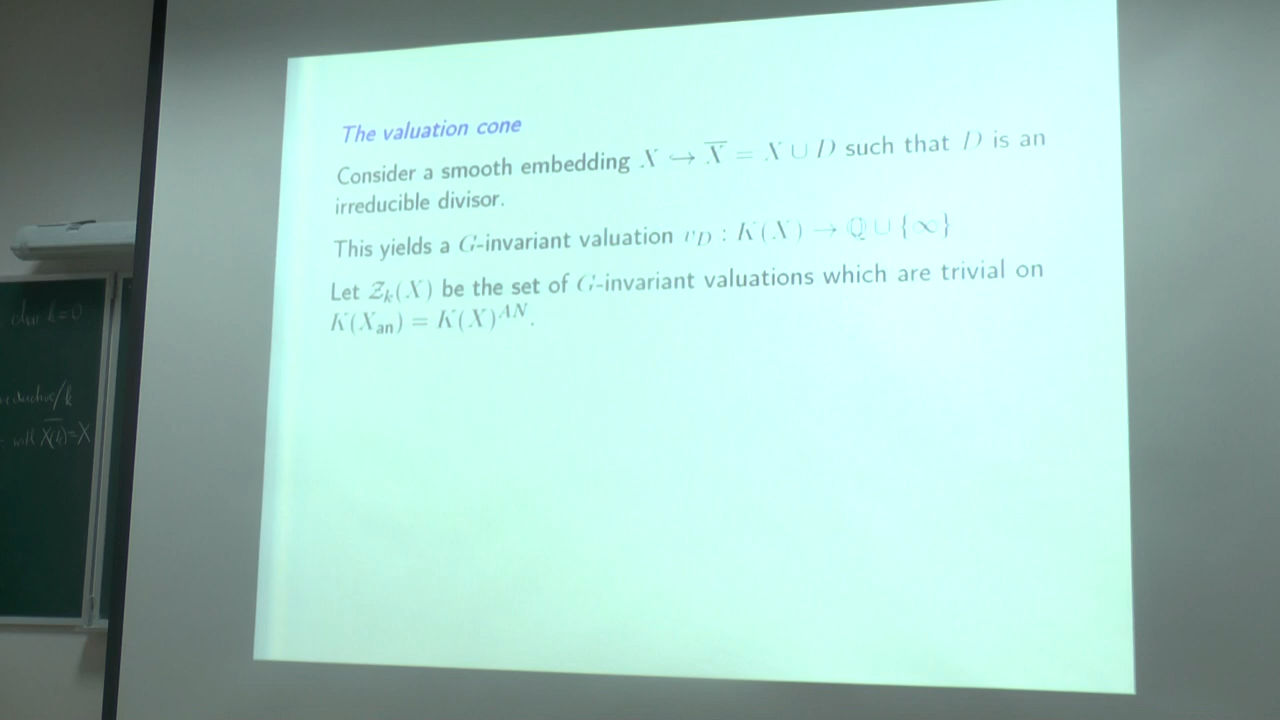 The valuation cone
Consider a smooth embedding X ↪ X̅ = X ∪ D such that D is an
irreducible divisor.
This yields a G-invariant valuation v_D : K(X) → ℚ ∪ {∞}
Let 𝒵_k(X) be the set of G-invariant valuations which are trivial on
K(X_an) = K(X)^{AN}.
k=0
/k
X(k)=X